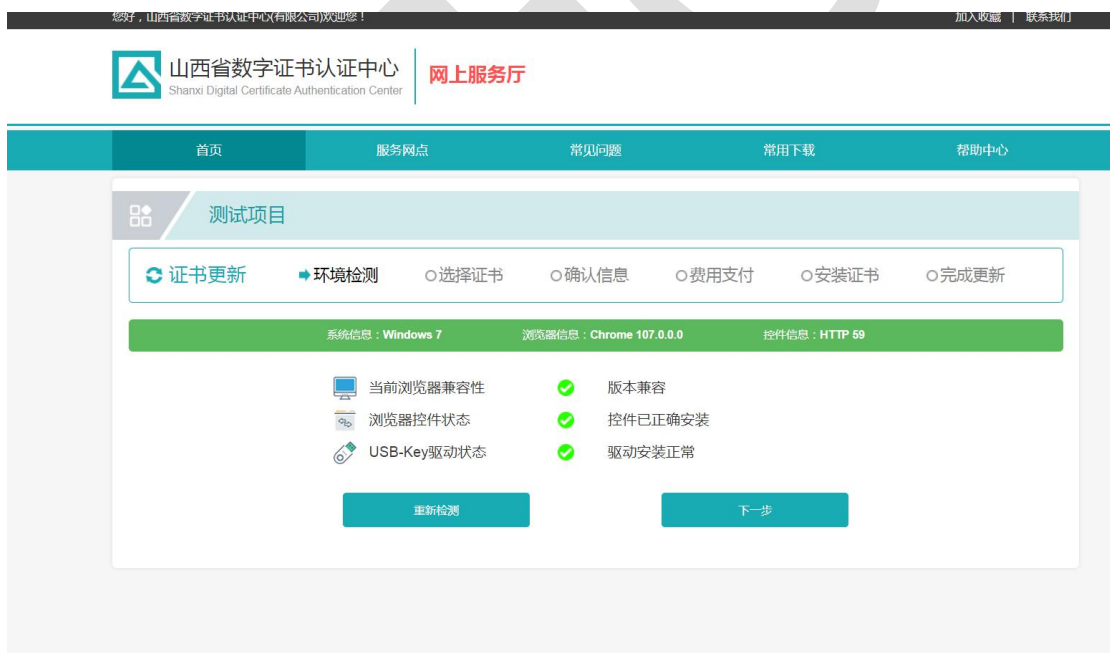 您好，山西省数字证书认证中心(有限公司)欢迎您！ 加入收藏 | 联系我们
山西省数字证书认证中心 网上服务厅
Shanxi Digital Certificate Authentication Center
首页 服务网点 常见问题 常用下载 帮助中心
测试项目
证书更新 环境检测 选择证书 确认信息 费用支付 安装证书 完成更新
系统信息：Windows 7 浏览器信息：Chrome 107.0.0.0 控件信息：HTTP 59
当前浏览器兼容性 版本兼容
浏览器控件状态 控件已正确安装
USB-Key驱动状态 驱动安装正常
重新检测 下一步